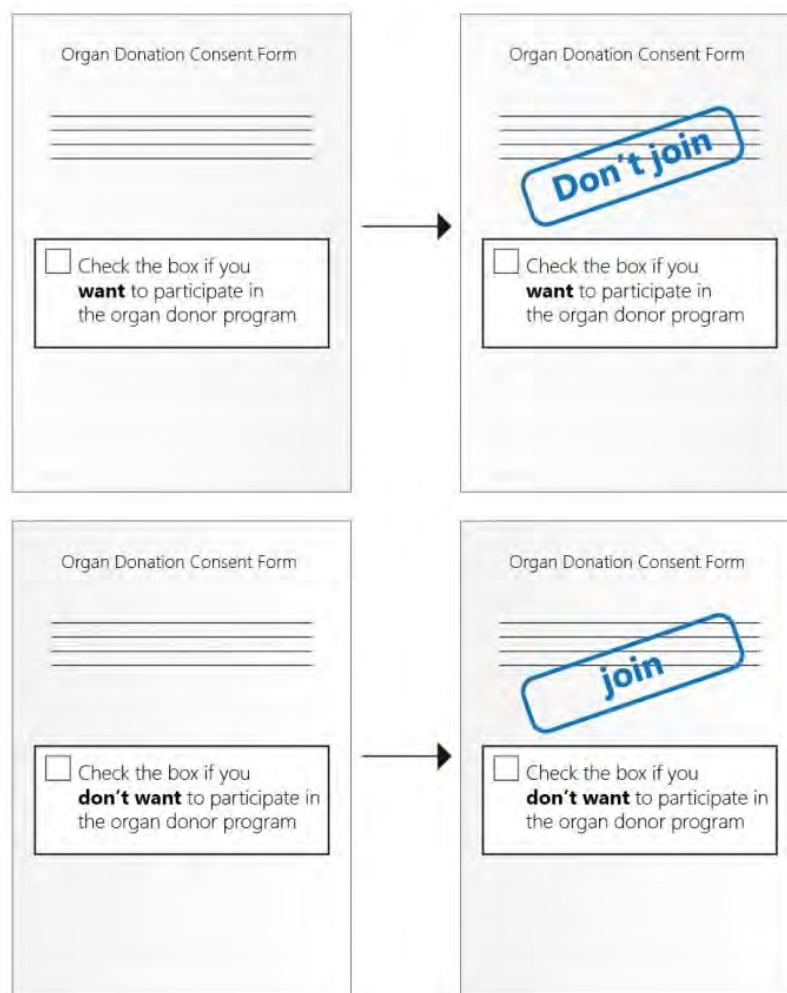 Organ Donation Consent Form
Check the box if you
want to participate in
the organ donor program
Organ Donation Consent Form
Don't join
Check the box if you
want to participate in
the organ donor program
Organ Donation Consent Form
Check the box if you
don't want to participate in
the organ donor program
Organ Donation Consent Form
join
Check the box if you
don't want to participate in
the organ donor program